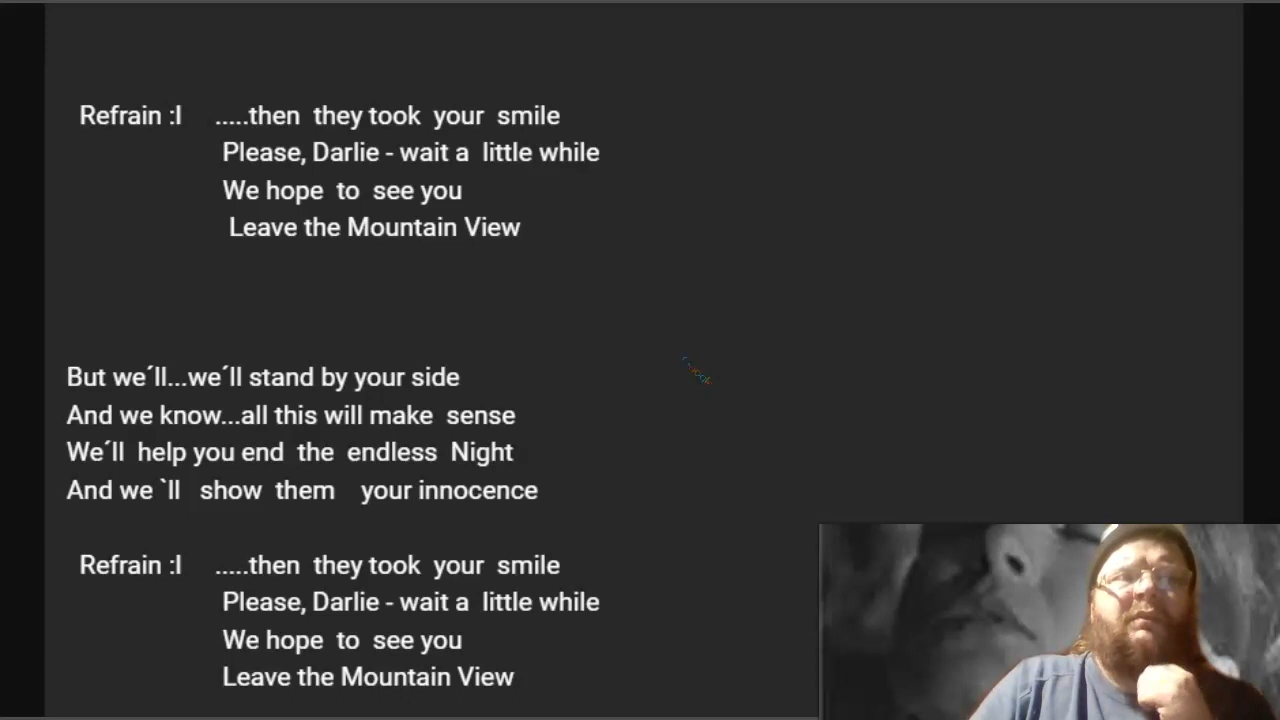 Refrain :I .....then they took your smile
Please, Darlie - wait a little while
We hope to see you
Leave the Mountain View
But we´ll...we´ll stand by your side
And we know...all this will make sense
We´ll help you end the endless Night
And we `ll show them your innocence
Refrain :I .....then they took your smile
Please, Darlie - wait a little while
We hope to see you
Leave the Mountain View